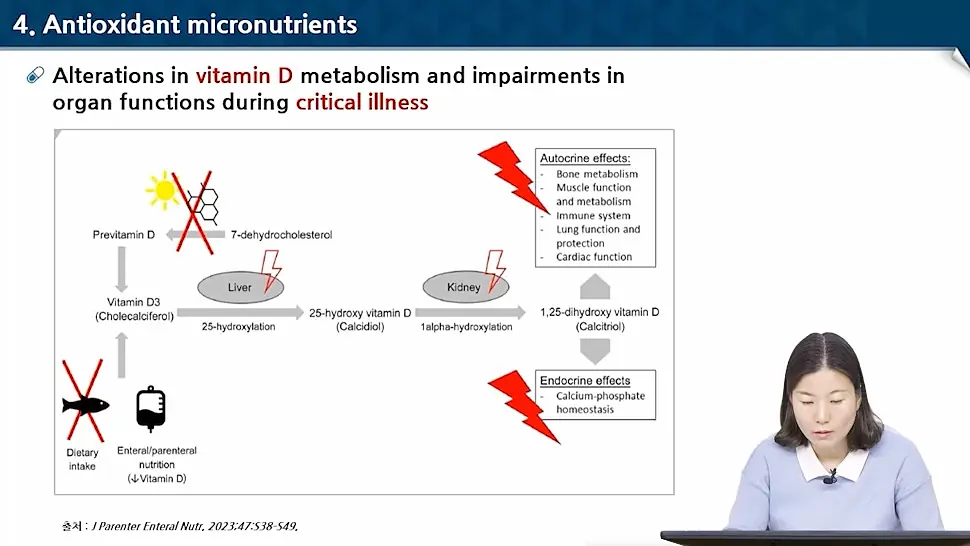 4. Antioxidant micronutrients
Alterations in vitamin D metabolism and impairments in
organ functions during critical illness
Autocrine effects:
- Bone metabolism
- Muscle function
and metabolism
- Immune system
- Lung function and
protection
- Cardiac function
Previtamin D
7-dehydrocholesterol
Liver
Kidney
Vitamin D3
(Cholecalciferol)
25-hydroxylation
25-hydroxy vitamin D
(Calcidiol)
1alpha-hydroxylation
1,25-dihydroxy vitamin D
(Calcitriol)
Endocrine effects
- Calcium-phosphate
homeostasis
Dietary
intake
Enteral/parenteral
nutrition
(↓Vitamin D)
출처 : J Parenter Enteral Nutr. 2023;47:S38-S49.